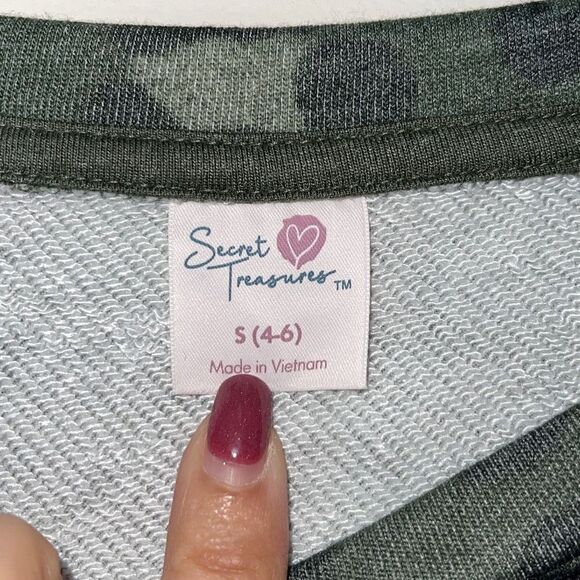 Secret
Treasures™
S (4-6)
Made in Vietnam